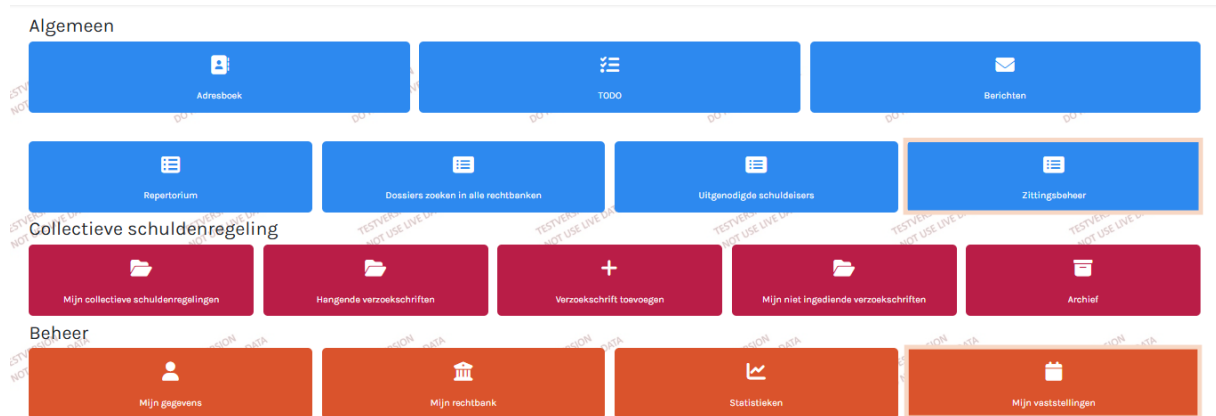 Algemeen
Adresboek
TODO
Berichten
Repertorium
Dossiers zoeken in alle rechtbanken
Uitgenodigde schuldeisers
Zittingsbeheer
Collectieve schuldenregeling
Mijn collectieve schuldenregelingen
Hangende verzoekschriften
Verzoekschrift toevoegen
Mijn niet ingediende verzoekschriften
Archief
Beheer
Mijn gegevens
Mijn rechtbank
Statistieken
Mijn vaststellingen